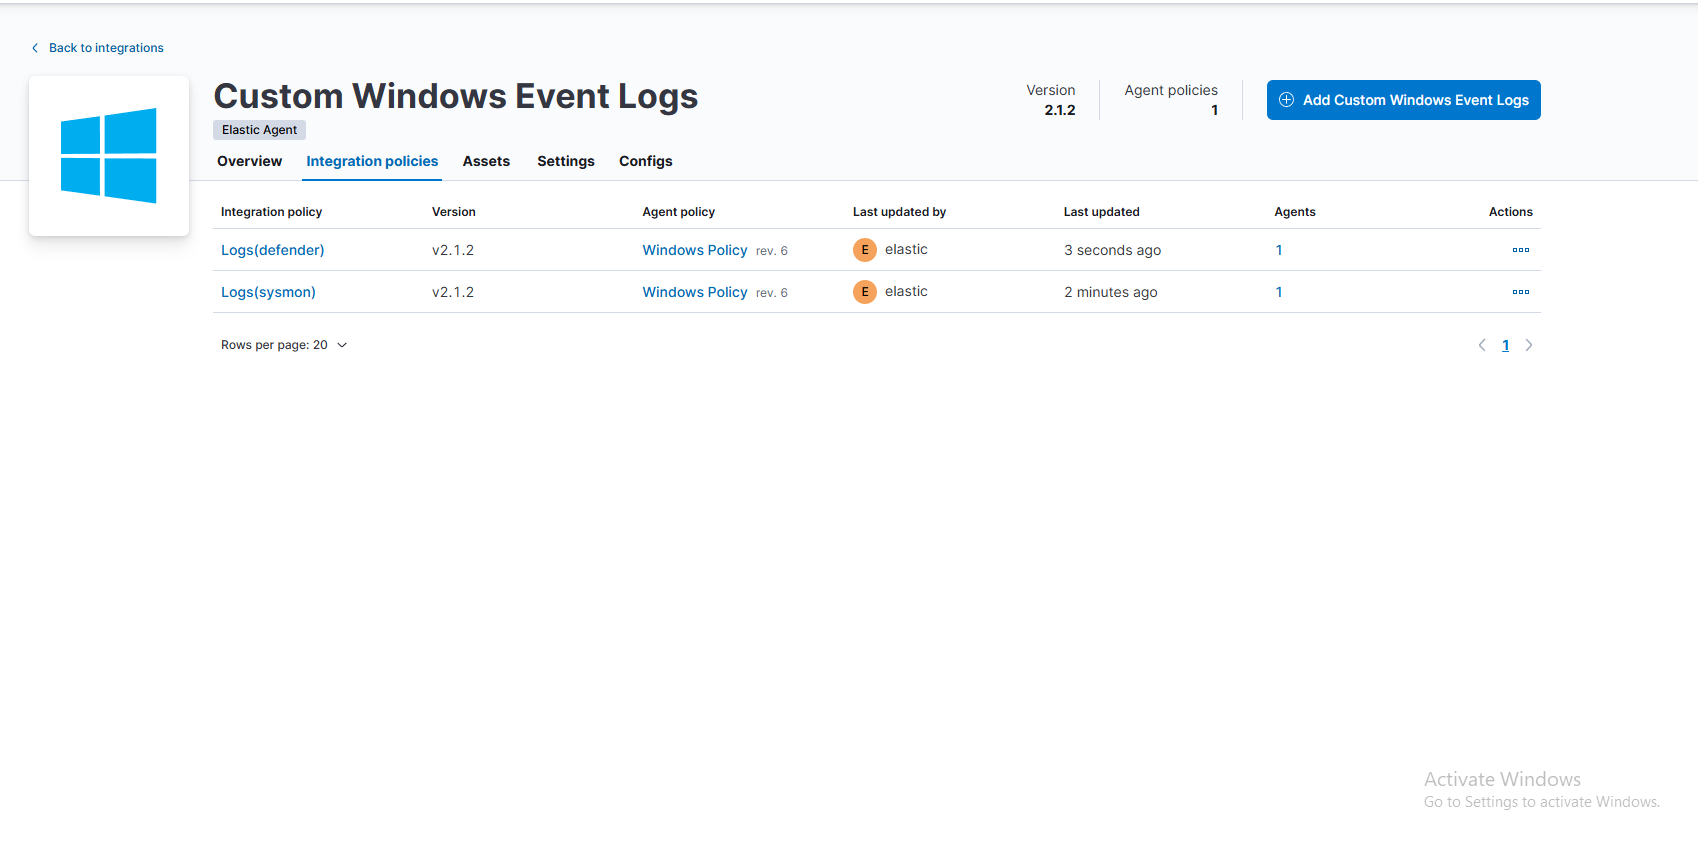 Back to integrations
Custom Windows Event Logs
Elastic Agent
Version
2.1.2
Agent policies
1
Add Custom Windows Event Logs
Overview Integration policies Assets Settings Configs
Integration policy Version Agent policy Last updated by Last updated Agents Actions
Logs(defender) v2.1.2 Windows Policy rev. 6 E elastic 3 seconds ago 1
Logs(sysmon) v2.1.2 Windows Policy rev. 6 E elastic 2 minutes ago 1
Rows per page: 20 1
Activate Windows
Go to Settings to activate Windows.